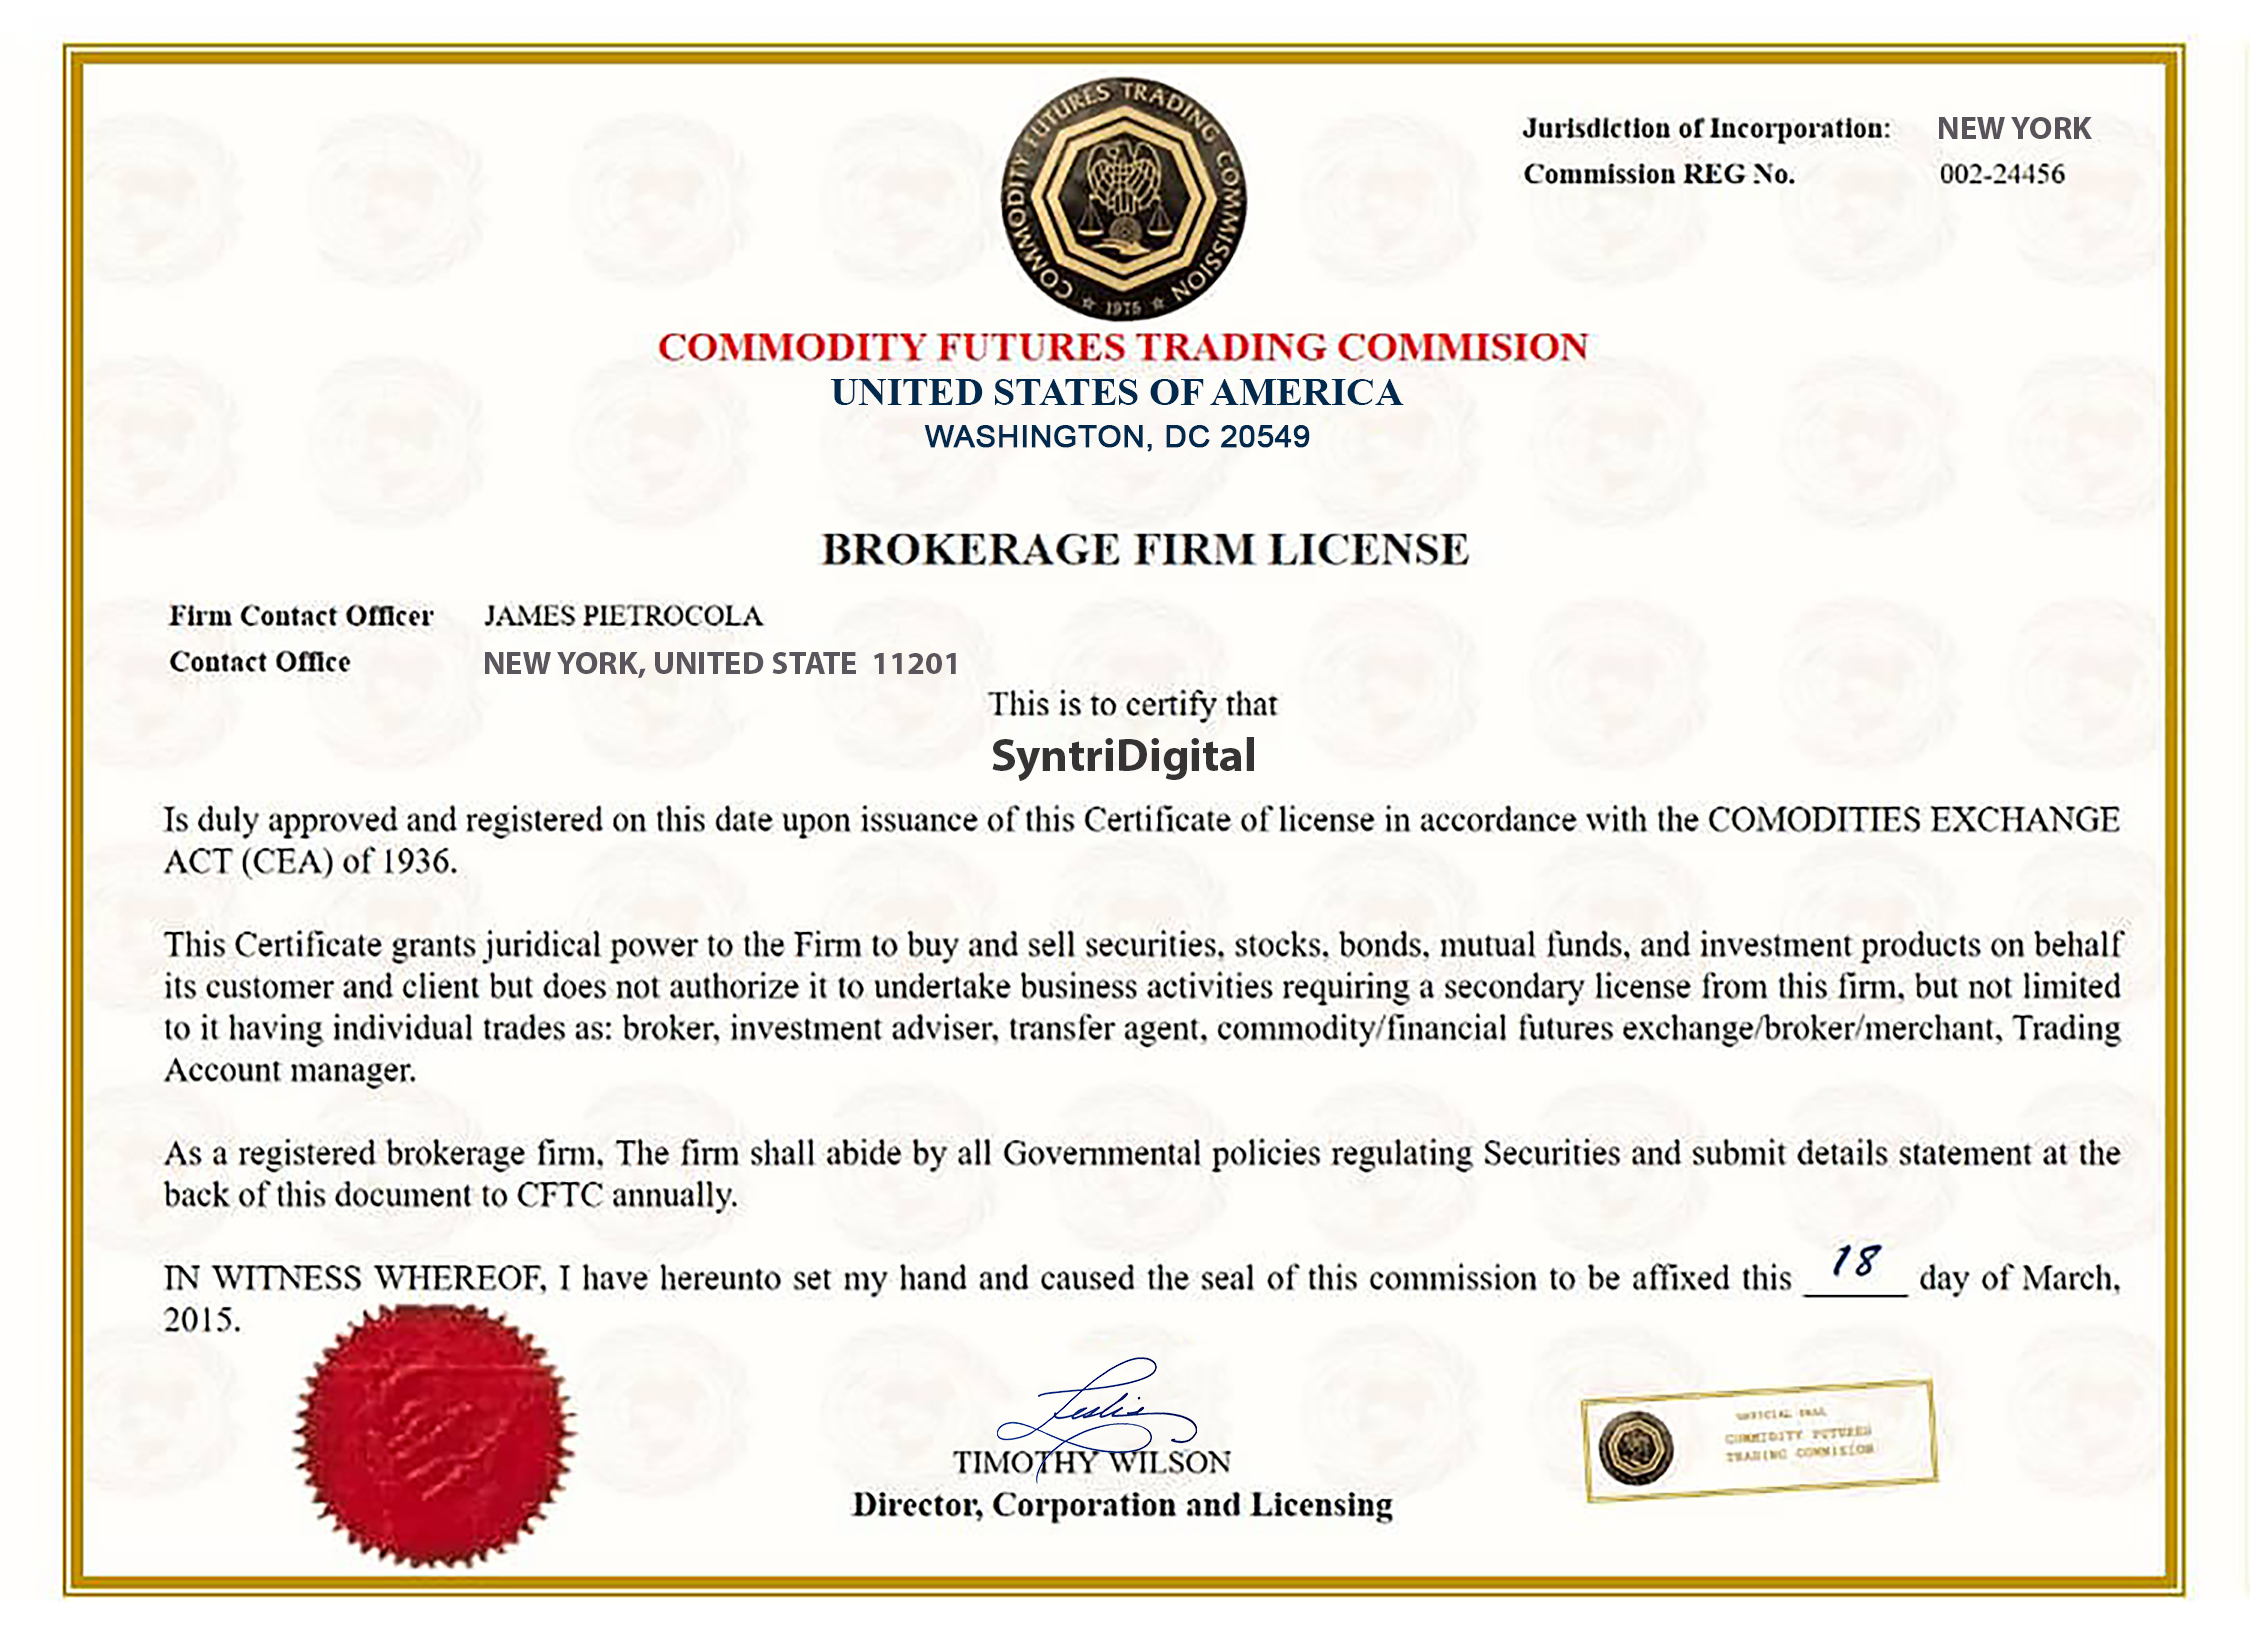 COMMODITY FUTURES TRADING COMMISSION
★ 1975 ★
Jurisdiction of Incorporation: NEW YORK
Commission REG No. 002-24456
COMMODITY FUTURES TRADING COMMISION
UNITED STATES OF AMERICA
WASHINGTON, DC 20549
BROKERAGE FIRM LICENSE
Firm Contact Officer JAMES PIETROCOLA
Contact Office NEW YORK, UNITED STATE 11201
This is to certify that
SyntriDigital
Is duly approved and registered on this date upon issuance of this Certificate of license in accordance with the COMODITIES EXCHANGE
ACT (CEA) of 1936.
This Certificate grants juridical power to the Firm to buy and sell securities, stocks, bonds, mutual funds, and investment products on behalf
its customer and client but does not authorize it to undertake business activities requiring a secondary license from this firm, but not limited
to it having individual trades as: broker, investment adviser, transfer agent, commodity/financial futures exchange/broker/merchant, Trading
Account manager.
As a registered brokerage firm, The firm shall abide by all Governmental policies regulating Securities and submit details statement at the
back of this document to CFTC annually.
IN WITNESS WHEREOF, I have hereunto set my hand and caused the seal of this commission to be affixed this 18 day of March,
2015.
Leslie
TIMOTHY WILSON
Director, Corporation and Licensing
OFFICIAL SEAL
COMMIDITY FUTURES
TRADING COMMISION